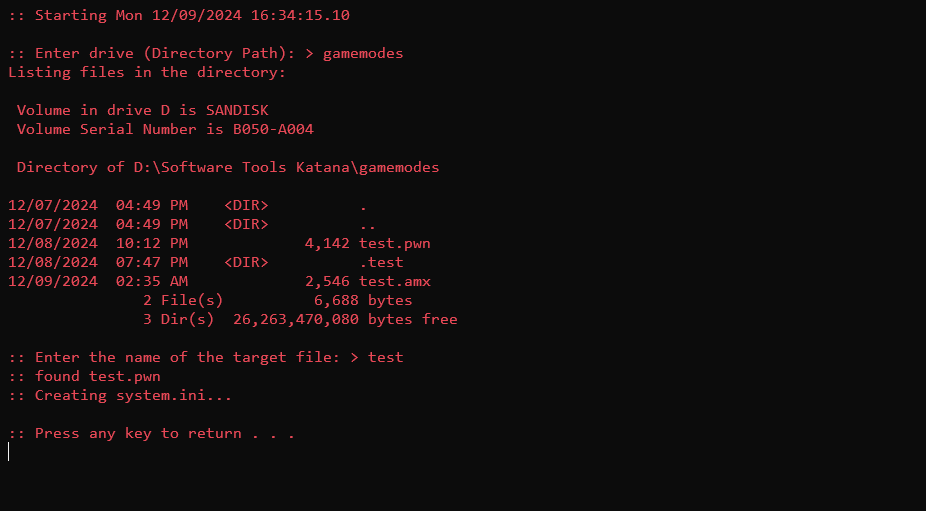 :: Starting Mon 12/09/2024 16:34:15.10
:: Enter drive (Directory Path): > gamemodes
Listing files in the directory:
Volume in drive D is SANDISK
Volume Serial Number is B050-A004
Directory of D:\Software Tools Katana\gamemodes
12/07/2024  04:49 PM    <DIR>          .
12/07/2024  04:49 PM    <DIR>          ..
12/08/2024  10:12 PM             4,142 test.pwn
12/08/2024  07:47 PM    <DIR>          .test
12/09/2024  02:35 AM             2,546 test.amx
2 File(s)          6,688 bytes
3 Dir(s)  26,263,470,080 bytes free
:: Enter the name of the target file: > test
:: found test.pwn
:: Creating system.ini...
:: Press any key to return . . .